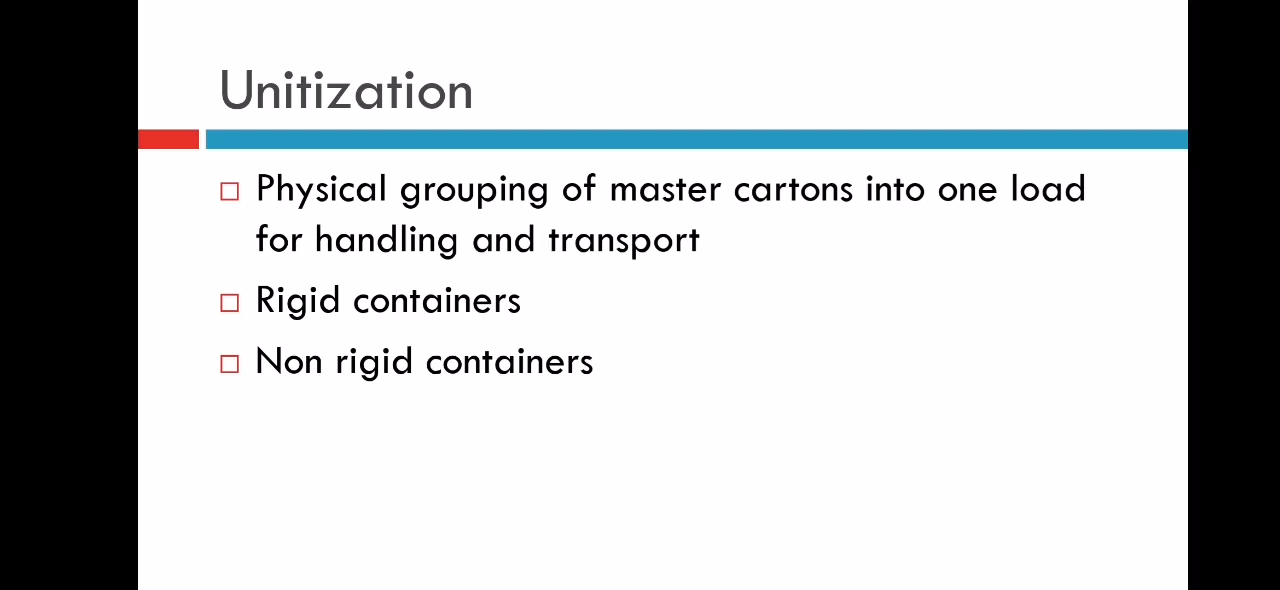 Unitization
Physical grouping of master cartons into one load
for handling and transport
Rigid containers
Non rigid containers